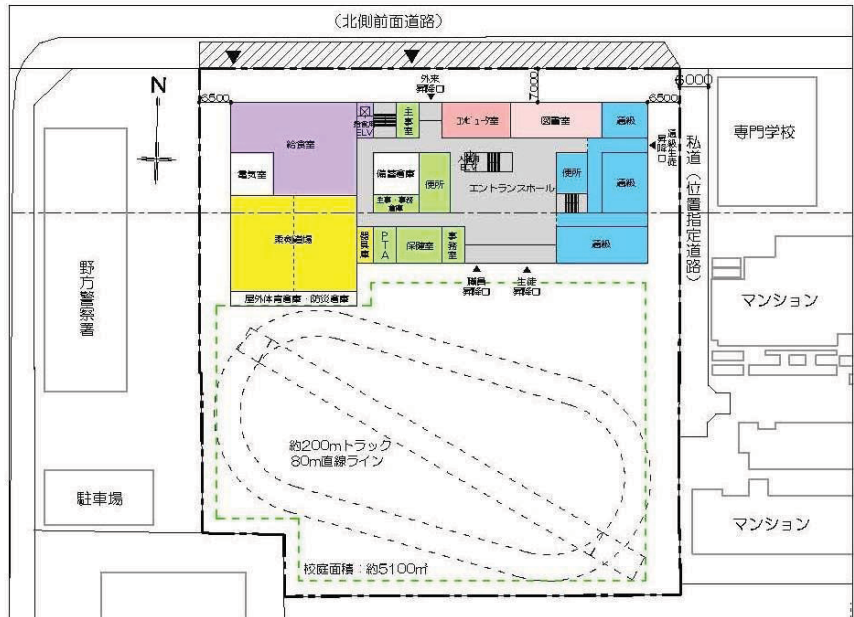 （北側前面道路）
N
外来
昇降口
6500
7000
6500
6000
給食室
給食用
ELV
主事室
コンピュータ室
図書室
通級
通級生徒
昇降口
専門学校
電気室
備蓄倉庫
便所
ELV
エントランスホール
便所
通級
主事・事務
倉庫
柔剣道場
器具庫
PTA
保健室
事務室
通級
職員
昇降口
生徒
昇降口
屋外体育倉庫・防災倉庫
野方警察署
私道（位置指定道路）
マンション
約200mトラック
80m直線ライン
駐車場
マンション
校庭面積：約5100㎡